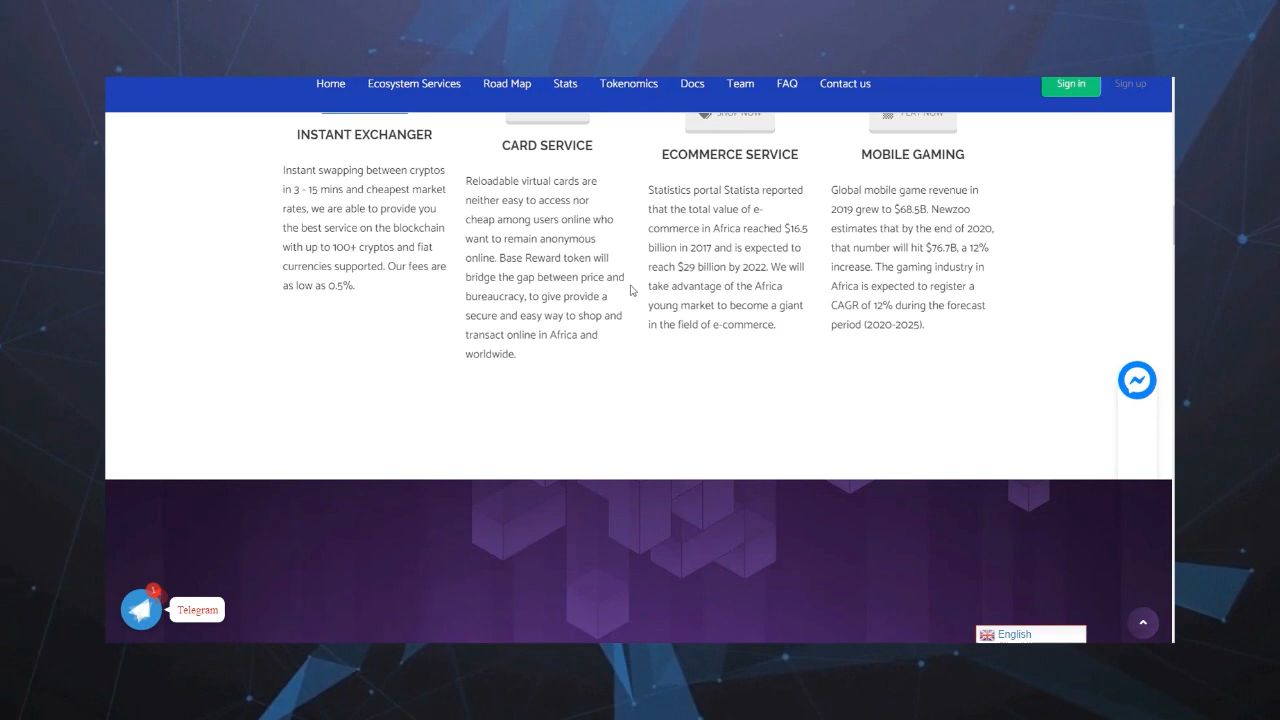 Home Ecosystem Services Road Map Stats Tokenomics Docs Team FAQ Contact us Sign in Sign up
SHOP NOW
PLAY NOW
INSTANT EXCHANGER
Instant swapping between cryptos
in 3 - 15 mins and cheapest market
rates, we are able to provide you
the best service on the blockchain
with up to 100+ cryptos and fiat
currencies supported. Our fees are
as low as 0.5%.
CARD SERVICE
Reloadable virtual cards are
neither easy to access nor
cheap among users online who
want to remain anonymous
online. Base Reward token will
bridge the gap between price and
bureaucracy, to give provide a
secure and easy way to shop and
transact online in Africa and
worldwide.
ECOMMERCE SERVICE
Statistics portal Statista reported
that the total value of e-
commerce in Africa reached $16.5
billion in 2017 and is expected to
reach $29 billion by 2022. We will
take advantage of the Africa
young market to become a giant
in the field of e-commerce.
MOBILE GAMING
Global mobile game revenue in
2019 grew to $68.5B. Newzoo
estimates that by the end of 2020,
that number will hit $76.7B, a 12%
increase. The gaming industry in
Africa is expected to register a
CAGR of 12% during the forecast
period (2020-2025).
1
Telegram
English